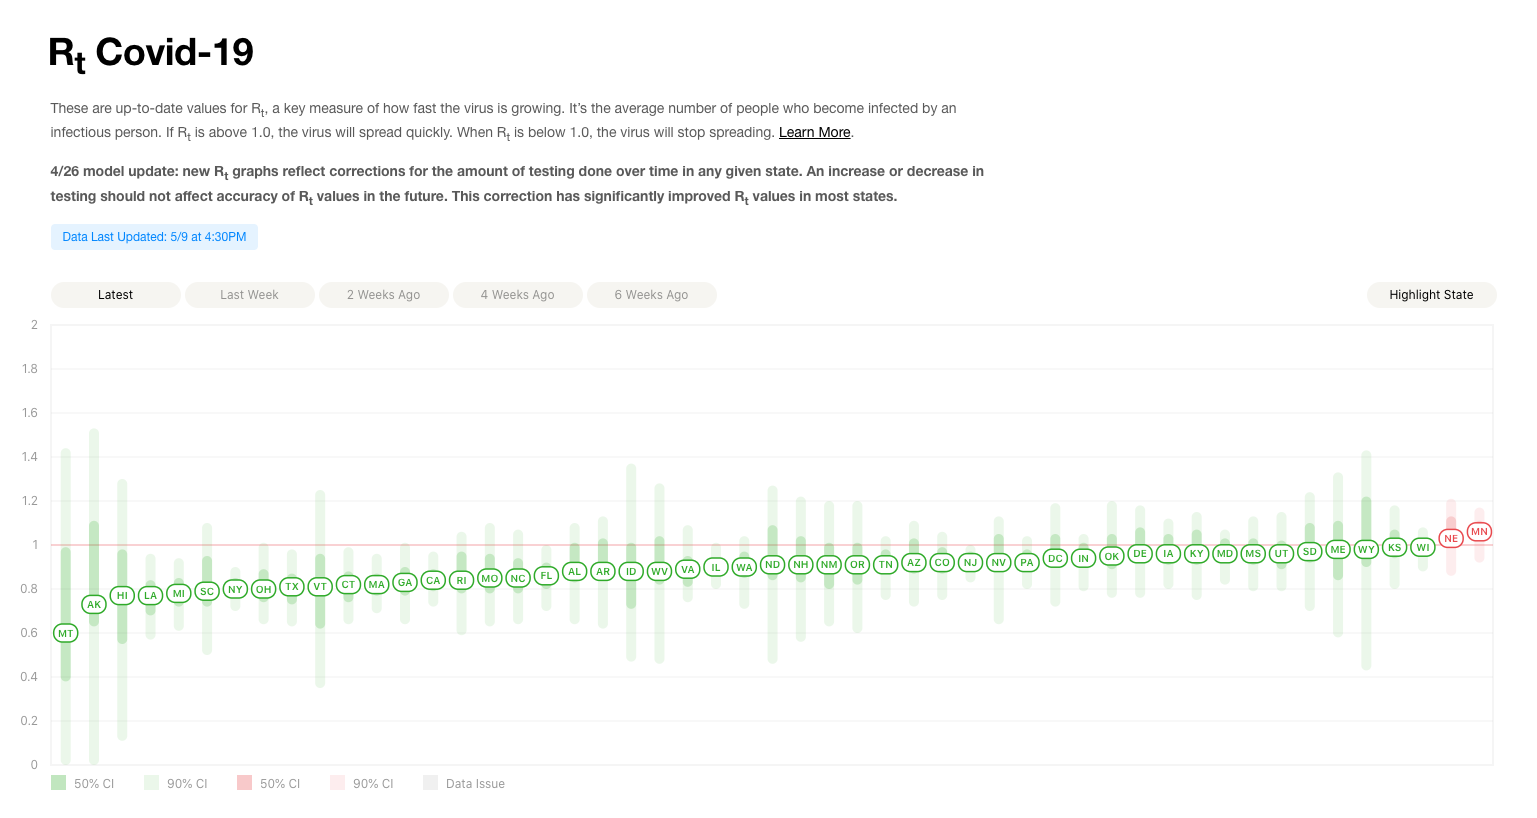 Rt Covid-19
These are up-to-date values for Rt, a key measure of how fast the virus is growing. It's the average number of people who become infected by an
infectious person. If Rt is above 1.0, the virus will spread quickly. When Rt is below 1.0, the virus will stop spreading. Learn More.
4/26 model update: new Rt graphs reflect corrections for the amount of testing done over time in any given state. An increase or decrease in
testing should not affect accuracy of Rt values in the future. This correction has significantly improved Rt values in most states.
Data Last Updated: 5/9 at 4:30PM
Latest Last Week 2 Weeks Ago 4 Weeks Ago 6 Weeks Ago Highlight State
2
1.8
1.6
1.4
1.2
1
0.8
0.6
0.4
0.2
0
MT AK HI LA MI SC NY OH TX VT CT MA GA CA RI MO NC FL AL AR ID WV VA IL WA ND NH NM OR TN AZ CO NJ NV PA DC IN OK DE IA KY MD MS UT SD ME WY KS WI NE MN
50% CI 90% CI 50% CI 90% CI Data Issue